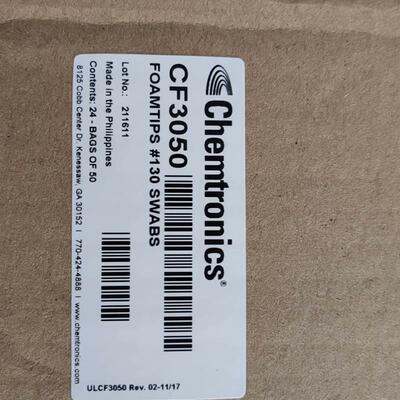 Chemtronics®
CF3050
FOAMTIPS #130 SWABS
Lot No.: 211611
Made in the Philippines
Contents: 24 - BAGS OF 50
8125 Cobb Center Dr. Kennesaw, GA 30152 I 770-424-4888 I www.chemtronics.com
ULCF3050 Rev. 02-11/17